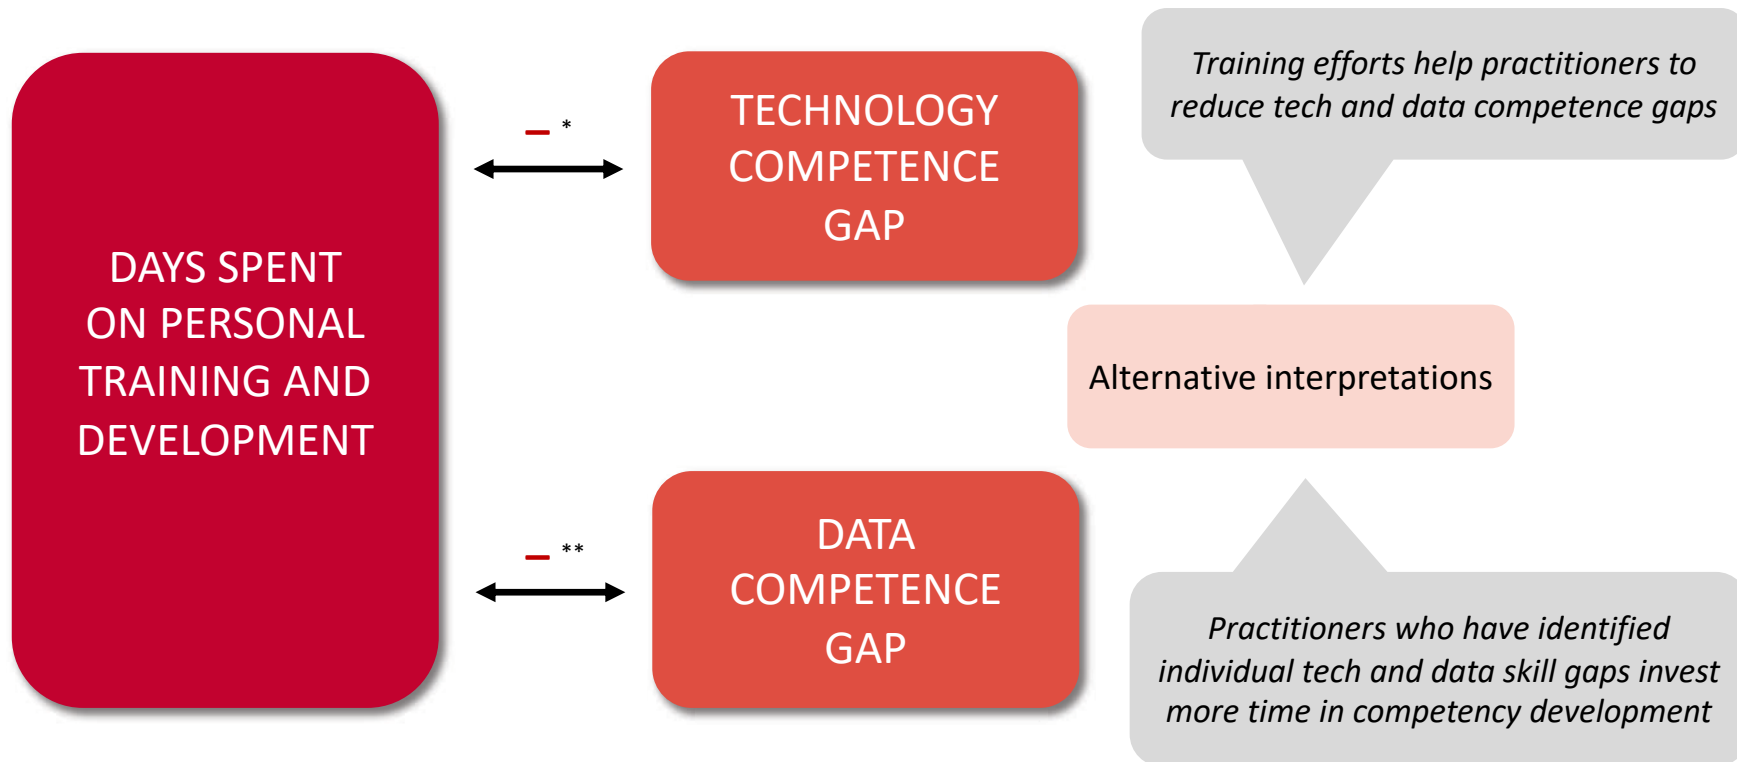 DAYS SPENT
ON PERSONAL
TRAINING AND
DEVELOPMENT
– *
TECHNOLOGY
COMPETENCE
GAP
– **
DATA
COMPETENCE
GAP
Training efforts help practitioners to
reduce tech and data competence gaps
Alternative interpretations
Practitioners who have identified
individual tech and data skill gaps invest
more time in competency development